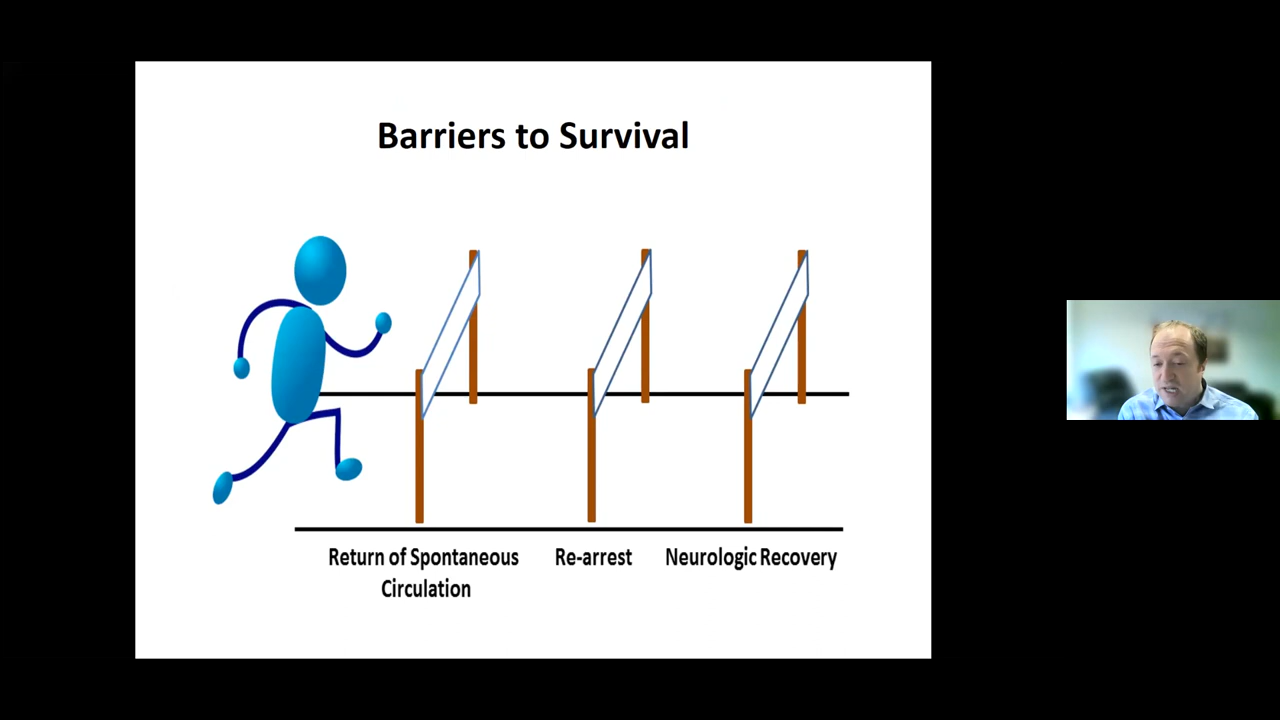 Barriers to Survival
Return of Spontaneous
Circulation
Re-arrest
Neurologic Recovery